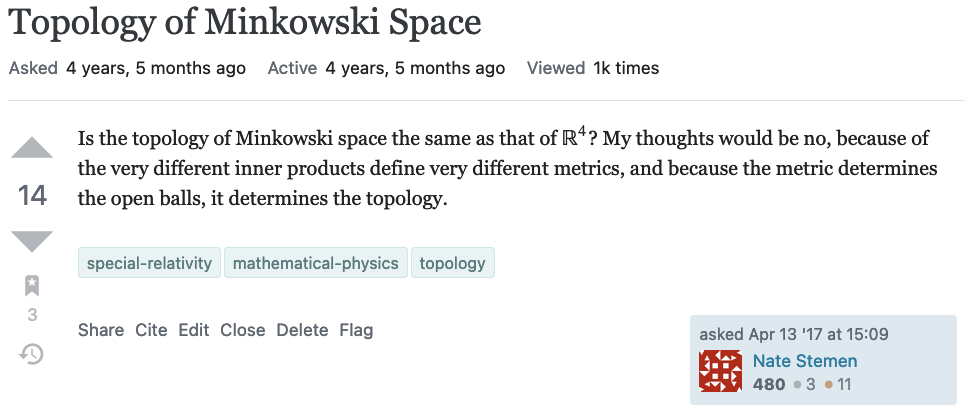 Topology of Minkowski Space
Asked 4 years, 5 months ago Active 4 years, 5 months ago Viewed 1k times
14
3
Is the topology of Minkowski space the same as that of ℝ⁴? My thoughts would be no, because of
the very different inner products define very different metrics, and because the metric determines
the open balls, it determines the topology.
special-relativity mathematical-physics topology
Share Cite Edit Close Delete Flag
asked Apr 13 '17 at 15:09
Nate Stemen
480 ● 3 ● 11